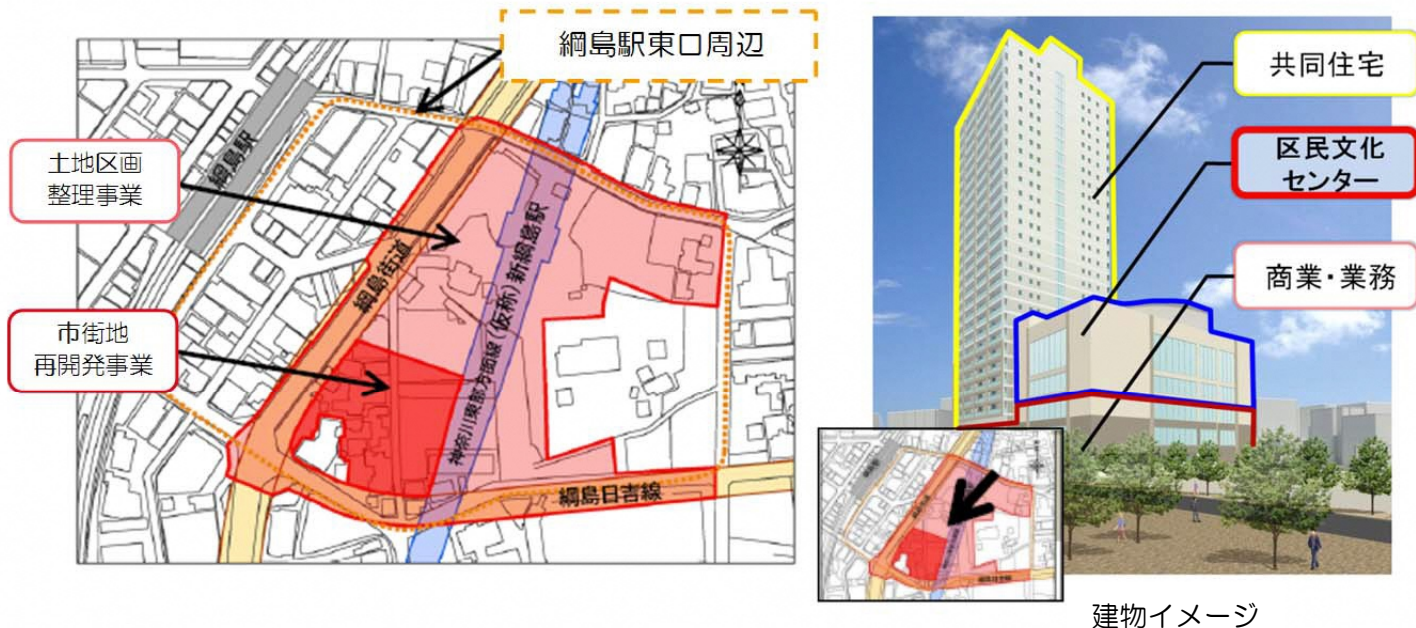 綱島駅東口周辺
土地区画
整理事業
市街地
再開発事業
綱島駅
綱島街道
神奈川東部方面線(仮称)新綱島駅
綱島日吉線
共同住宅
区民文化
センター
商業・業務
建物イメージ